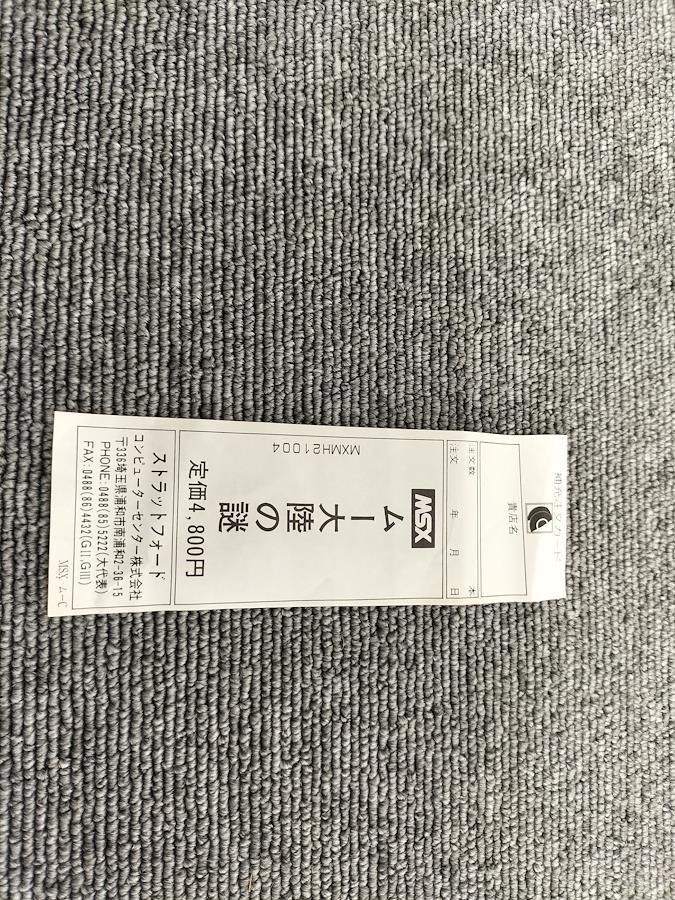 補充注文カード
貴店名
注文数 本
注文 年 月 日
MSX
ムー大陸の謎
MXMH21004
定価4,800円
ストラットフォード
コンピューターセンター株式会社
〒336埼玉県浦和市南浦和2-36-15
PHONE:0488(85)5222(大代表)
FAX:0488(86)4432(GII,GIII)
MSX ムーC